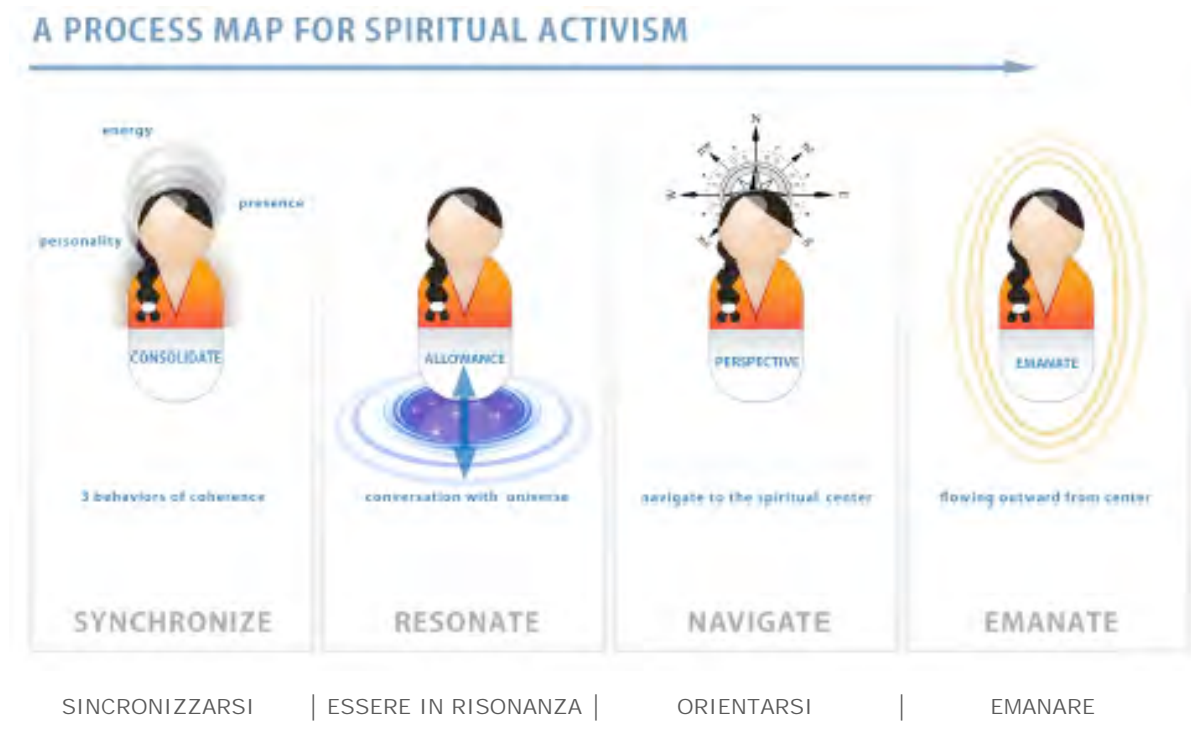 A PROCESS MAP FOR SPIRITUAL ACTIVISM
energy
presence
personality
CONSOLIDATE
3 behaviors of coherence
SYNCHRONIZE
ALLOWANCE
conversation with universe
RESONATE
N
E
W
PERSPECTIVE
navigate to the spiritual center
NAVIGATE
EMANATE
flowing outward from center
EMANATE
SINCRONIZZARSI | ESSERE IN RISONANZA | ORIENTARSI | EMANARE